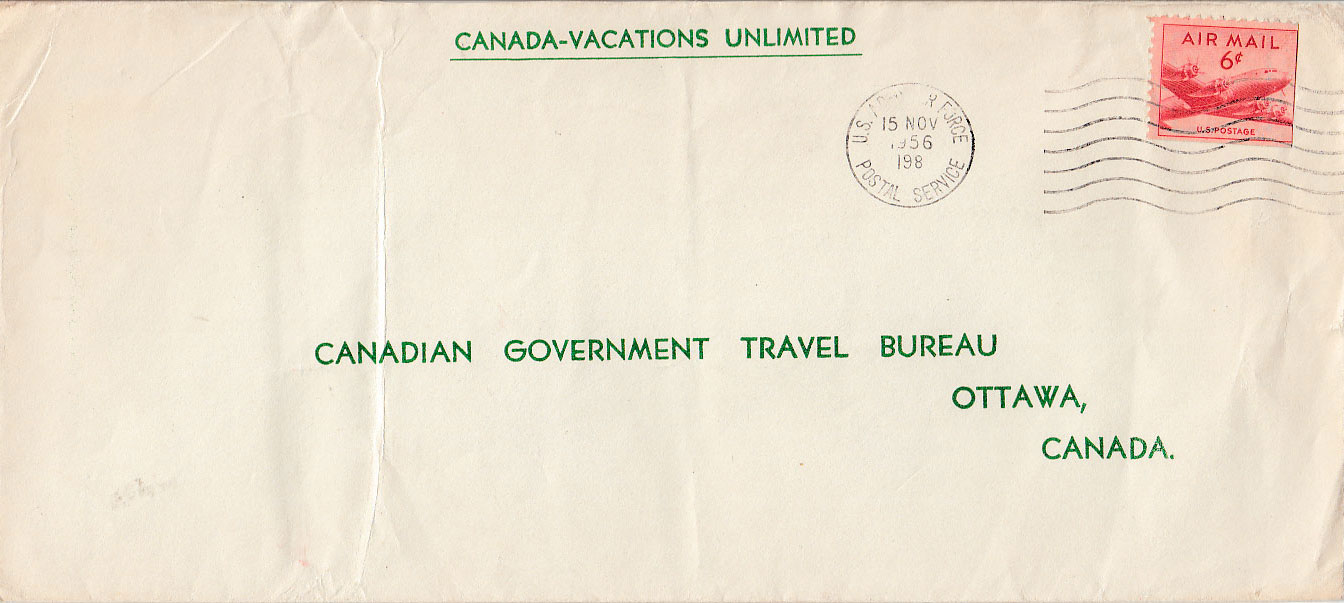 CANADA-VACATIONS UNLIMITED
AIR MAIL
6¢
U.S. POSTAGE
U.S. FORCE
15 NOV
1956
198
POSTAL SERVICE
CANADIAN GOVERNMENT TRAVEL BUREAU
OTTAWA,
CANADA.